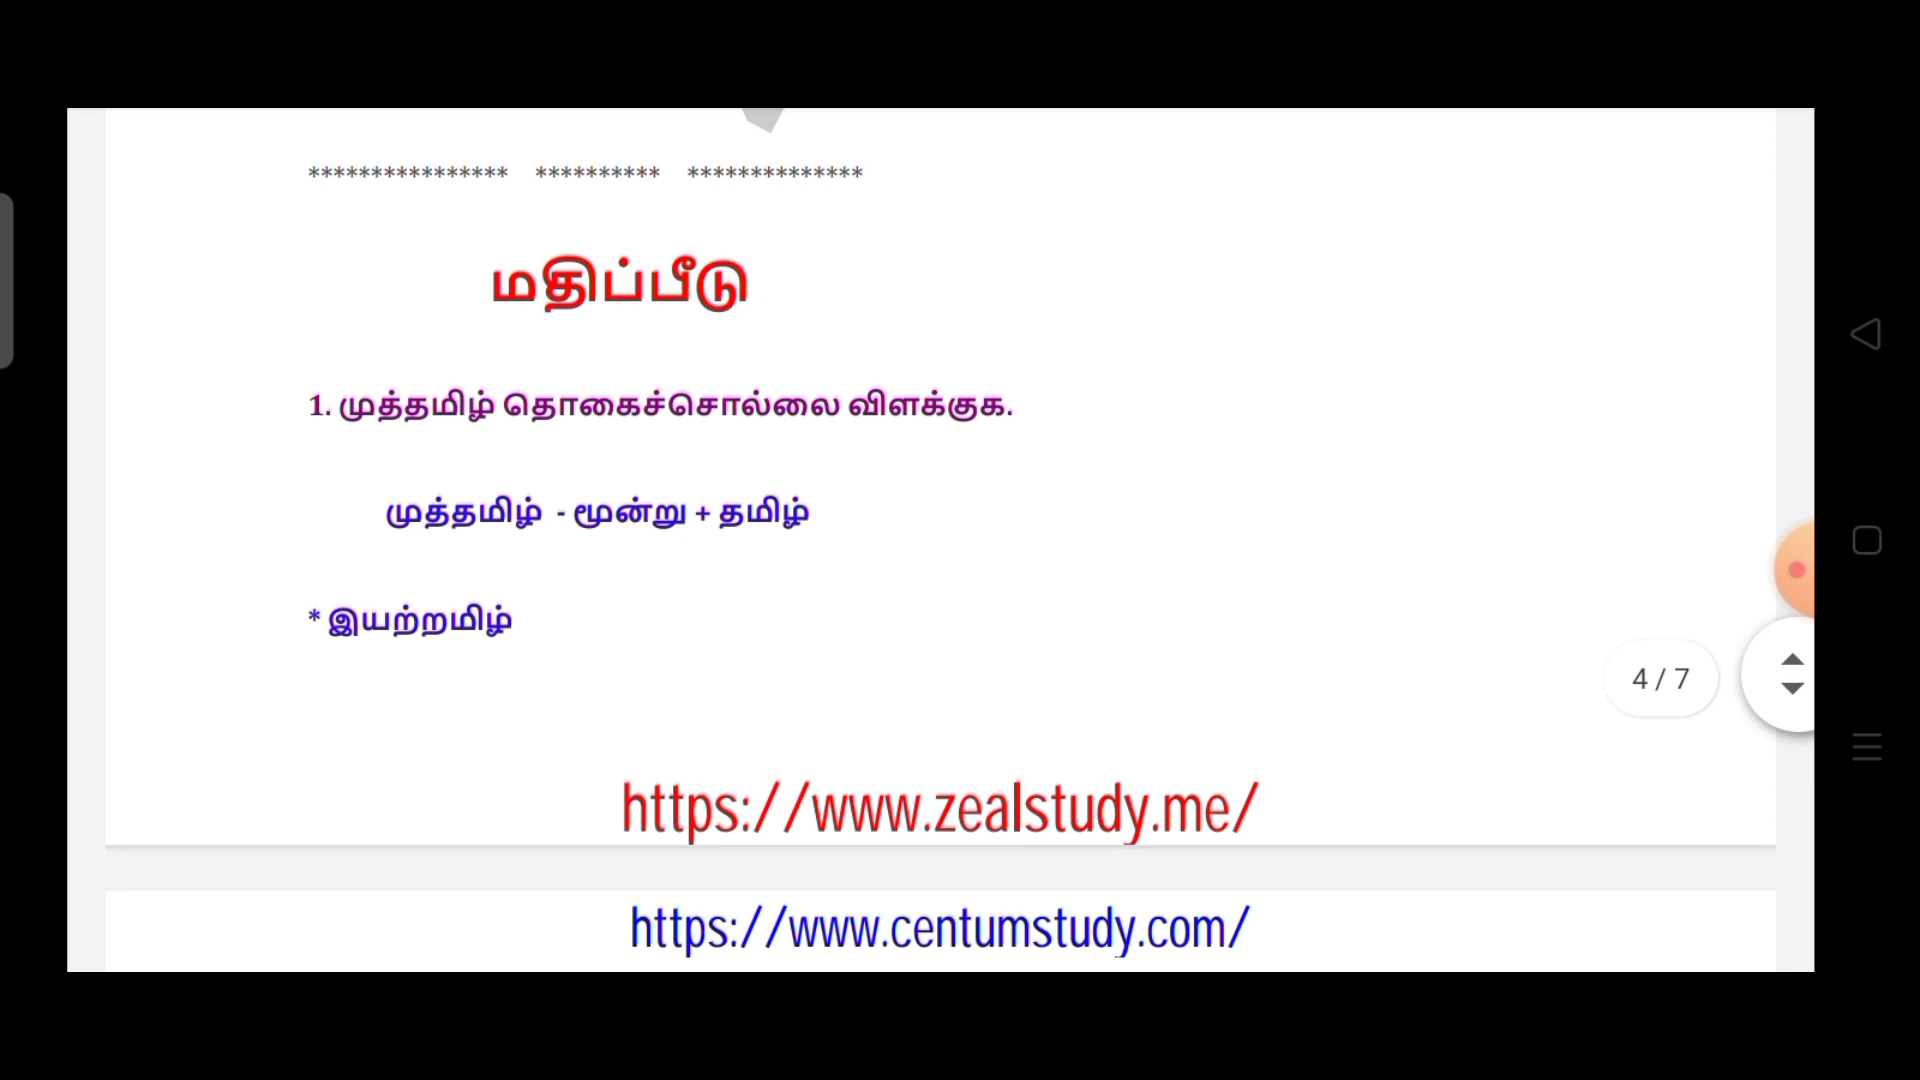 **************** ********** **************
மதிப்பீடு
1. முத்தமிழ் தொகைச்சொல்லை விளக்குக.
முத்தமிழ் - மூன்று + தமிழ்
* இயற்றமிழ்
4 / 7
https://www.zealstudy.me/
https://www.centumstudy.com/